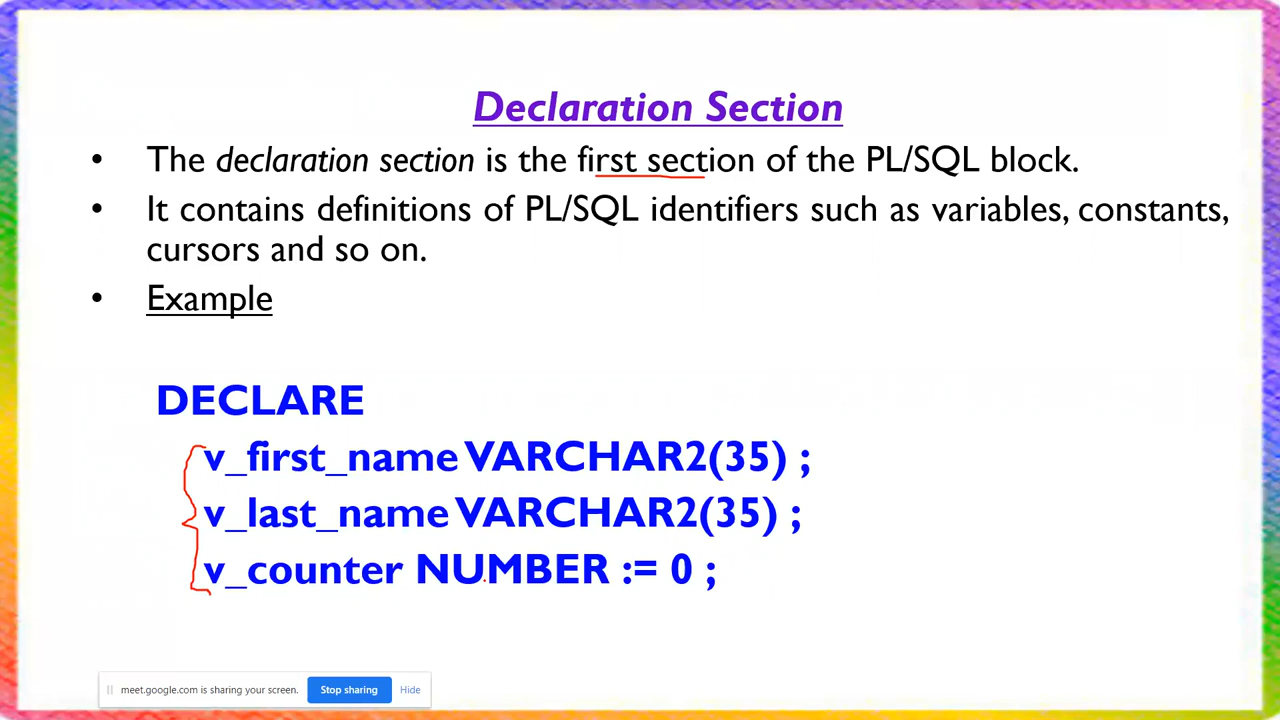 Declaration Section
• The declaration section is the first section of the PL/SQL block.
• It contains definitions of PL/SQL identifiers such as variables, constants,
cursors and so on.
• Example
DECLARE
v_first_name VARCHAR2(35) ;
v_last_name VARCHAR2(35) ;
v_counter NUMBER := 0 ;
meet.google.com is sharing your screen. Stop sharing Hide